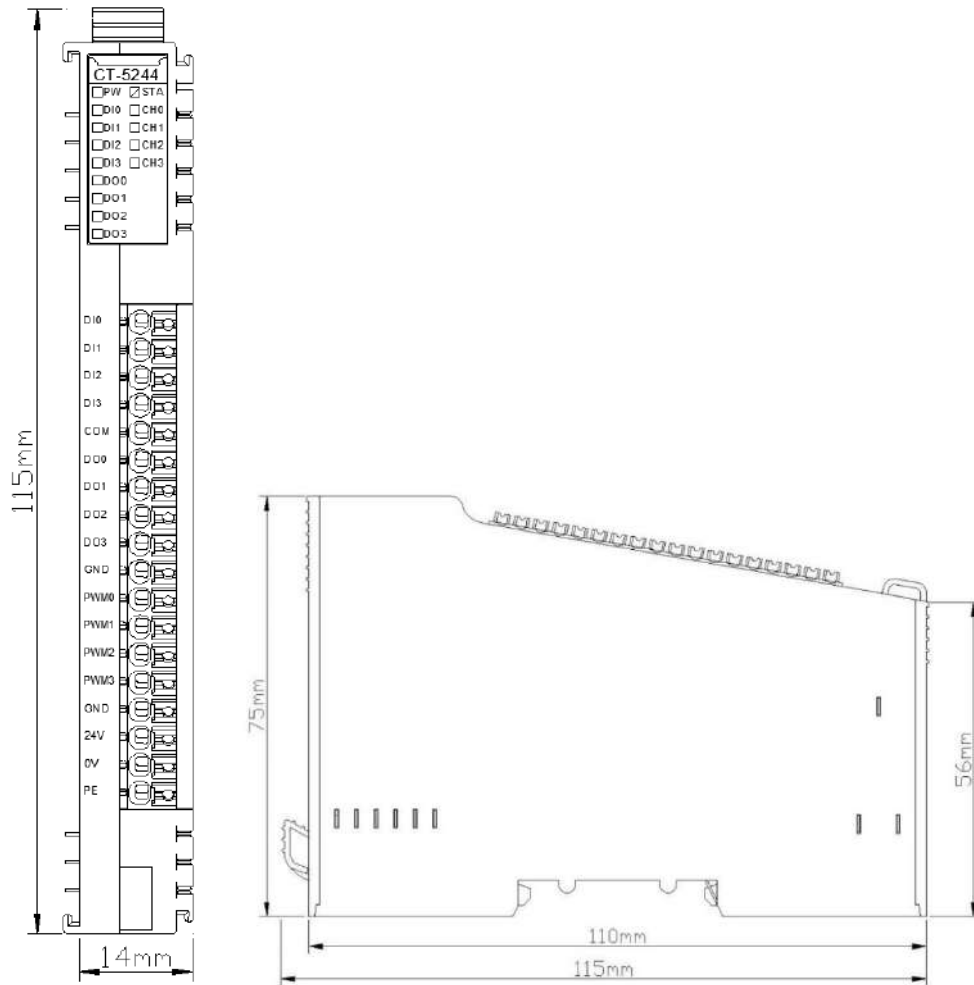 CT-5244
PW STA
DI0 CH0
DI1 CH1
DI2 CH2
DI3 CH3
DO0
DO1
DO2
DO3
DI0
DI1
DI2
DI3
COM
DO0
DO1
DO2
DO3
GND
PWM0
PWM1
PWM2
PWM3
GND
24V
0V
PE
115mm
14mm
75mm
56mm
110mm
115mm